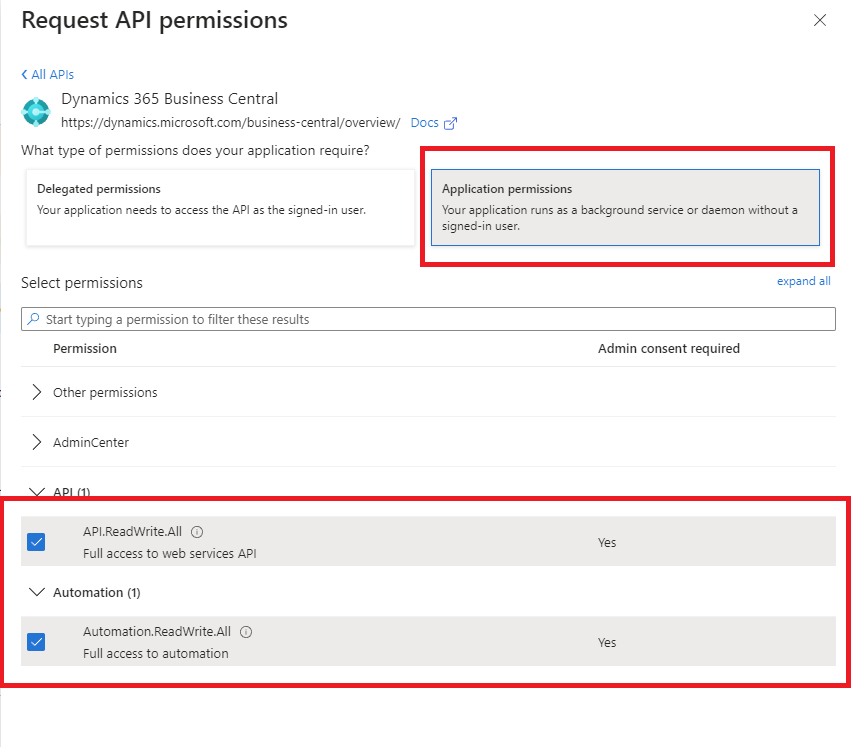 Request API permissions
All APIs
Dynamics 365 Business Central
https://dynamics.microsoft.com/business-central/overview/ Docs
What type of permissions does your application require?
Delegated permissions
Your application needs to access the API as the signed-in user.
Application permissions
Your application runs as a background service or daemon without a
signed-in user.
Select permissions
expand all
Start typing a permission to filter these results
Permission Admin consent required
Other permissions
AdminCenter
API (1)
API.ReadWrite.All
Full access to web services API
Yes
Automation (1)
Automation.ReadWrite.All
Full access to automation
Yes